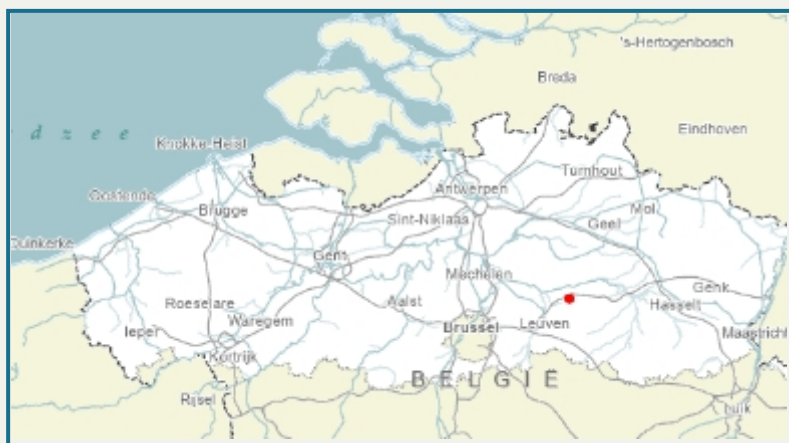 's-Hertogenbosch
Breda
dzee
Eindhoven
Knokke-Heist
Turnhout
Antwerpen
Oostende
Mol
Brugge
Sint-Niklaas
Geel
Duinkerke
Gent
Mechelen
Genk
Roeselare
Aalst
Hasselt
Ieper
Waregem
Brussel
Leuven
Maastricht
Kortrijk
BELGIË
Rijsel
Luik